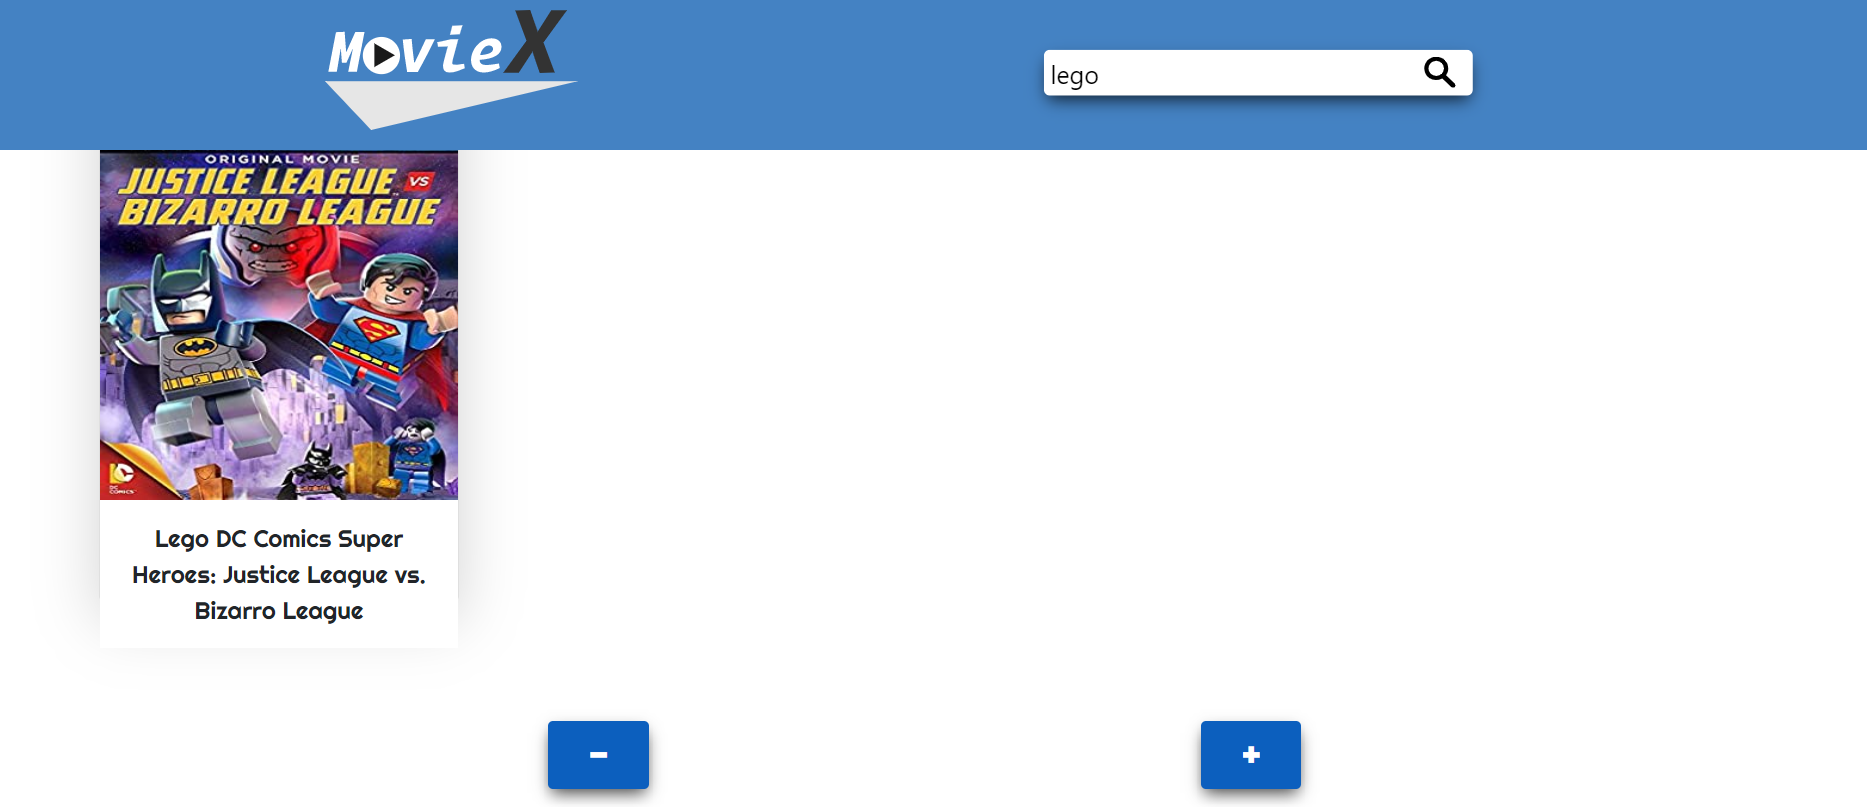 MovieX
lego
ORIGINAL MOVIE
JUSTICE LEAGUE VS
BIZARRO LEAGUE
DC
DC
COMICS
Lego DC Comics Super
Heroes: Justice League vs.
Bizarro League
- +